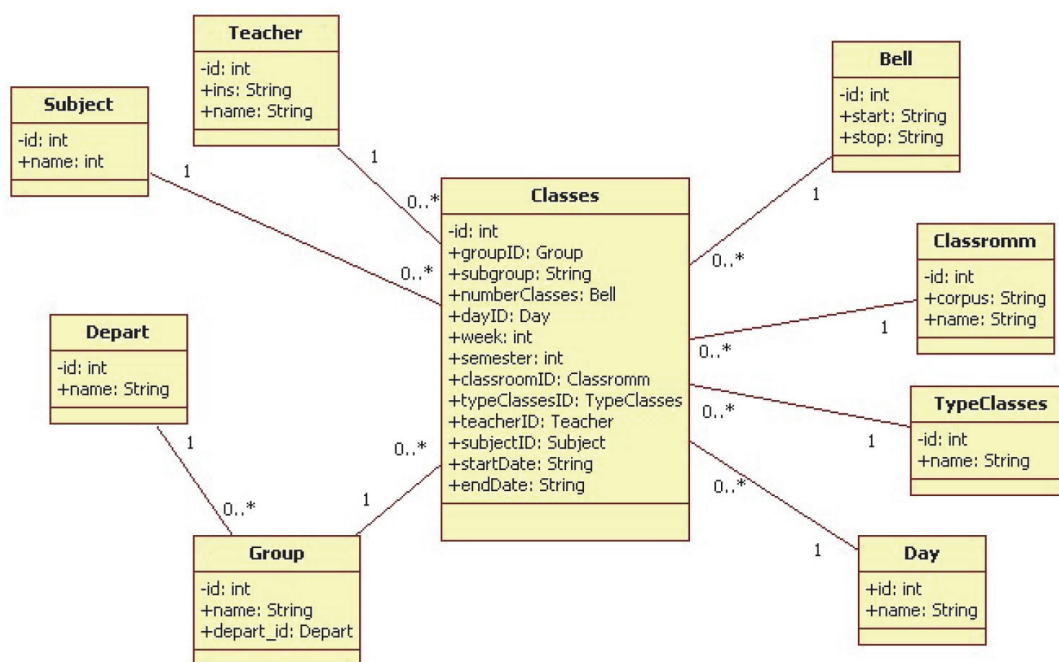 Teacher
-id: int
+ins: String
+name: String
Subject
-id: int
+name: int
Bell
-id: int
+start: String
+stop: String
Classes
-id: int
+groupID: Group
+subgroup: String
+numberClasses: Bell
+dayID: Day
+week: int
+semester: int
+classroomID: Classromm
+typeClassesID: TypeClasses
+teacherID: Teacher
+subjectID: Subject
+startDate: String
+endDate: String
Classromm
-id: int
+corpus: String
+name: String
Depart
-id: int
+name: String
TypeClasses
-id: int
+name: String
Group
-id: int
+name: String
+depart_id: Depart
Day
+id: int
+name: String
1
0..*
1
0..*
1
0..*
1
0..*
1
0..*
1
0..*
1
0..*
1
0..*